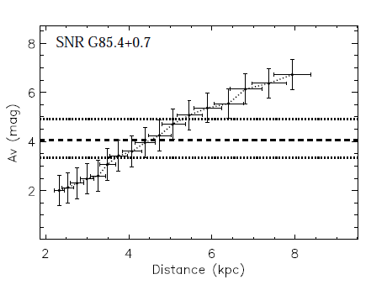 SNR G85.4+0.7
8
6
4
2
Av (mag)
2 4 6 8
Distance (kpc)